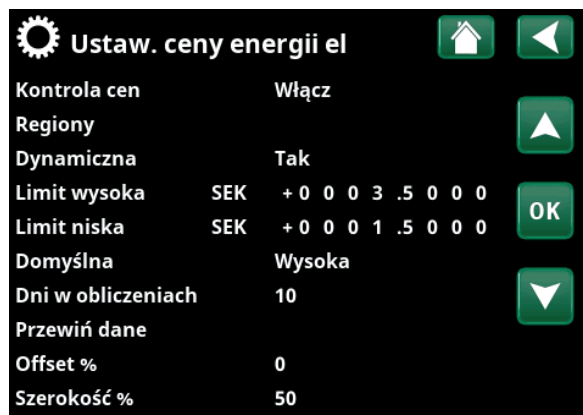 Ustaw. ceny energii el
Kontrola cen Włącz
Regiony
Dynamiczna Tak
Limit wysoka SEK +0 0 0 3 .5 0 0 0
Limit niska SEK +0 0 0 1 .5 0 0 0
OK
Domyślna Wysoka
Dni w obliczeniach 10
Przewiń dane
Offset % 0
Szerokość % 50